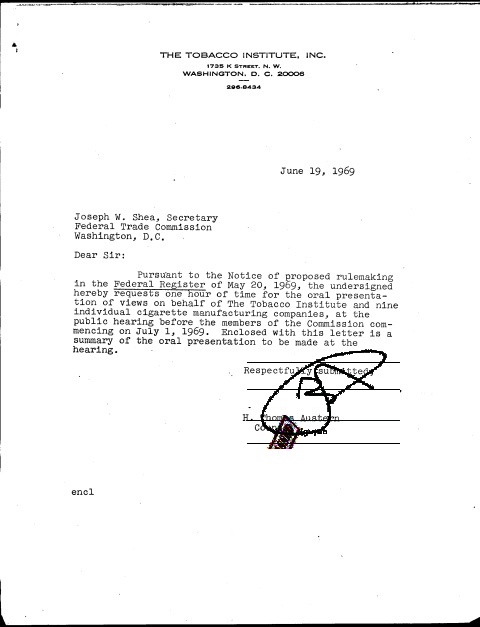 THE TOBACCO INSTITUTE, INC.
1735 K STREET, N. W.
WASHINGTON, D. C. 20006
296-8434
June 19, 1969
Joseph W. Shea, Secretary
Federal Trade Commission
Washington, D.C.
Dear Sir:
Pursuant to the Notice of proposed rulemaking
in the Federal Register of May 20, 1969, the undersigned
hereby requests one hour of time for the oral presenta-
tion of views on behalf of The Tobacco Institute and nine
individual cigarette manufacturing companies, at the
public hearing before the members of the Commission com-
mencing on July 1, 1969. Enclosed with this letter is a
summary of the oral presentation to be made at the
hearing.
Respectfully submitted,
H. Thomas Austern
encl